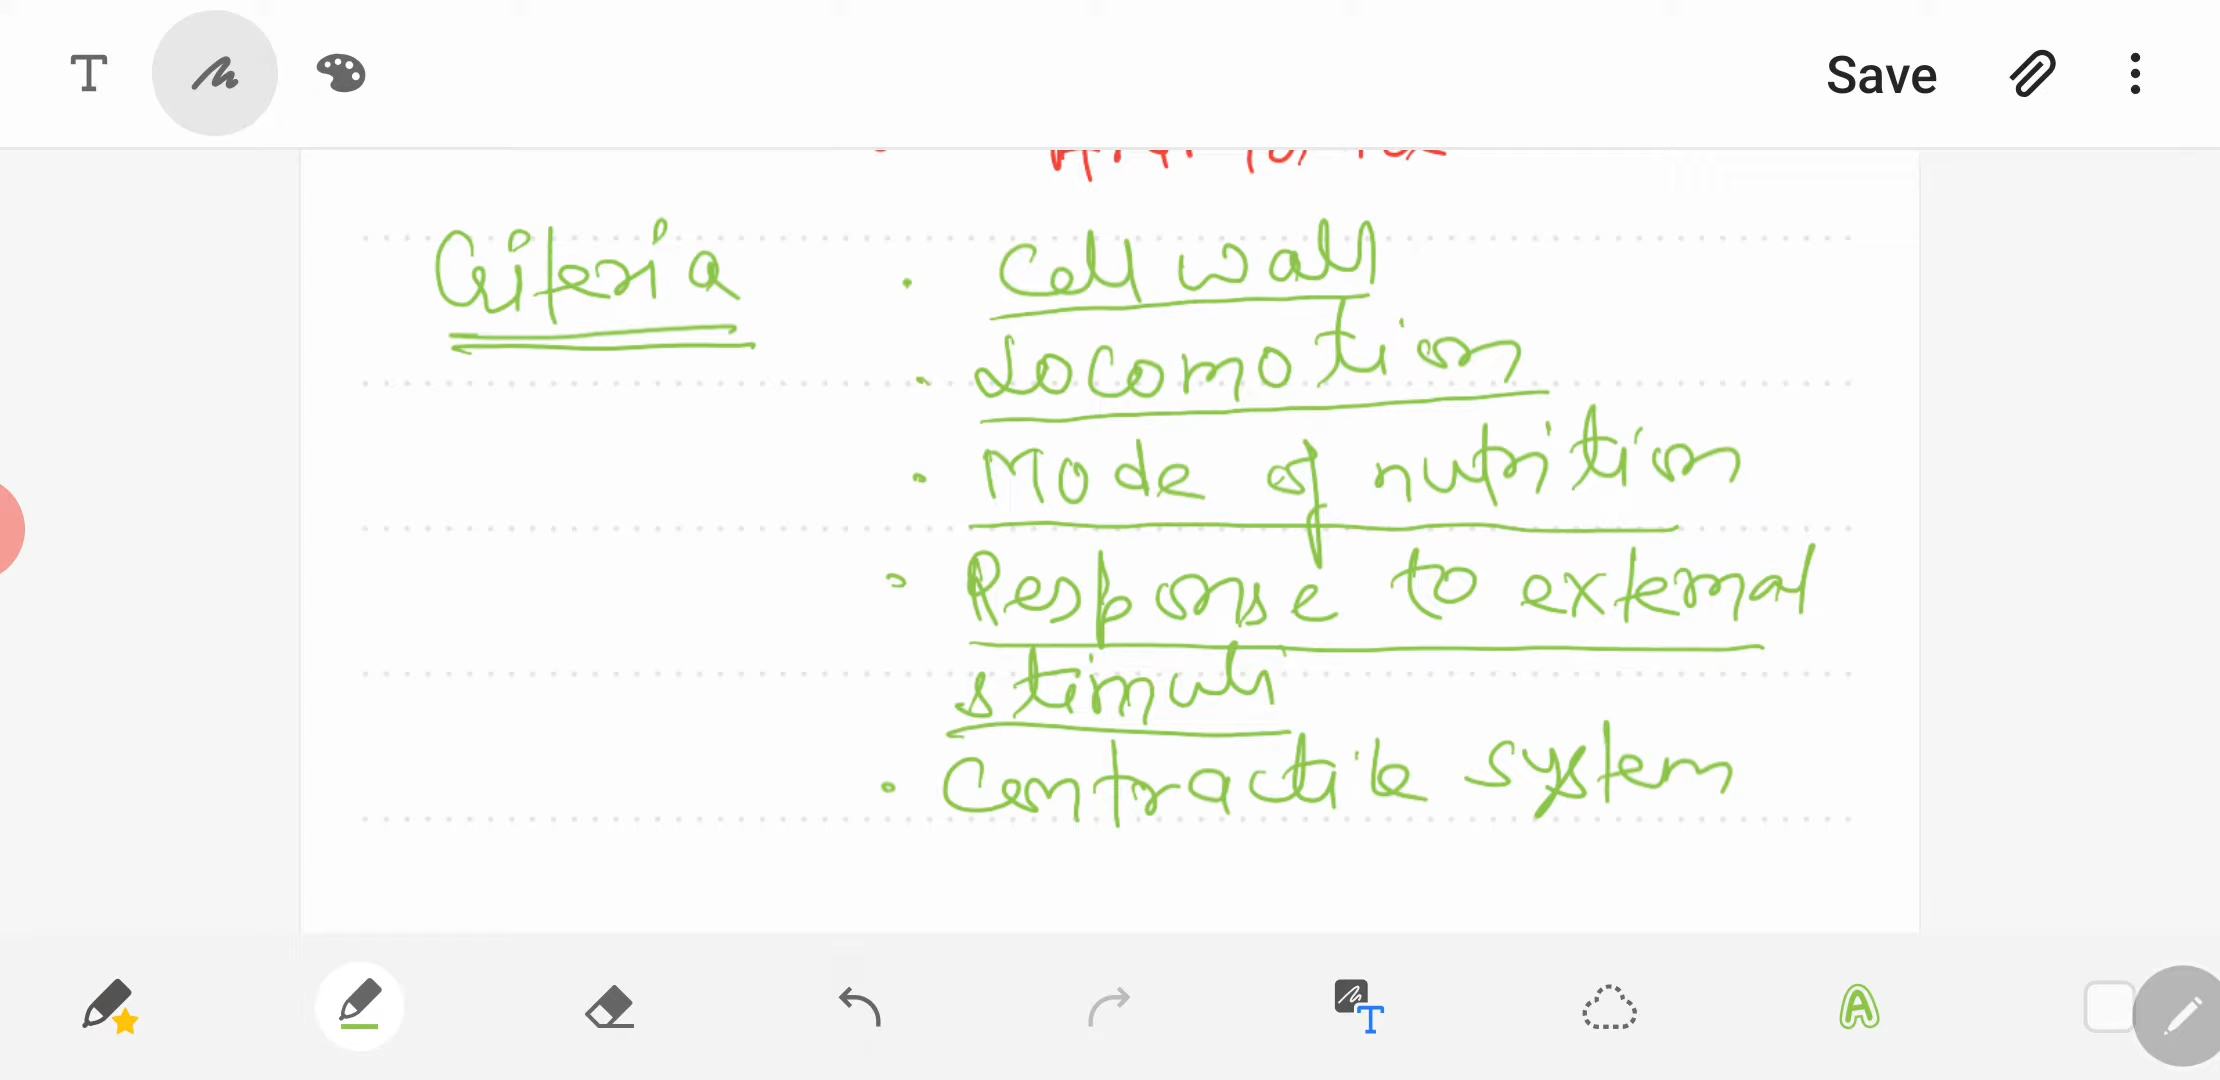 Save
Criteria
• Cell wall
• Locomotion
• Mode of nutrition
• Response to external
stimuli
• Contractile system